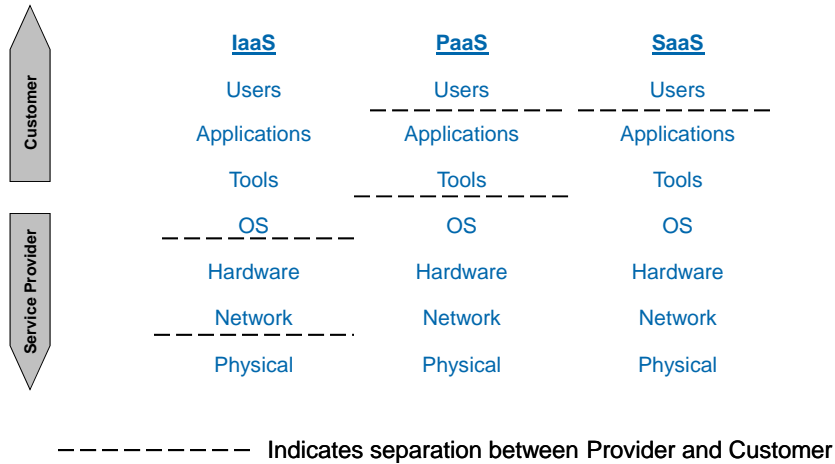 IaaS PaaS SaaS
Users Users Users
Applications Applications Applications
Tools Tools Tools
OS OS OS
Hardware Hardware Hardware
Network Network Network
Physical Physical Physical
Customer
Service Provider
Indicates separation between Provider and Customer